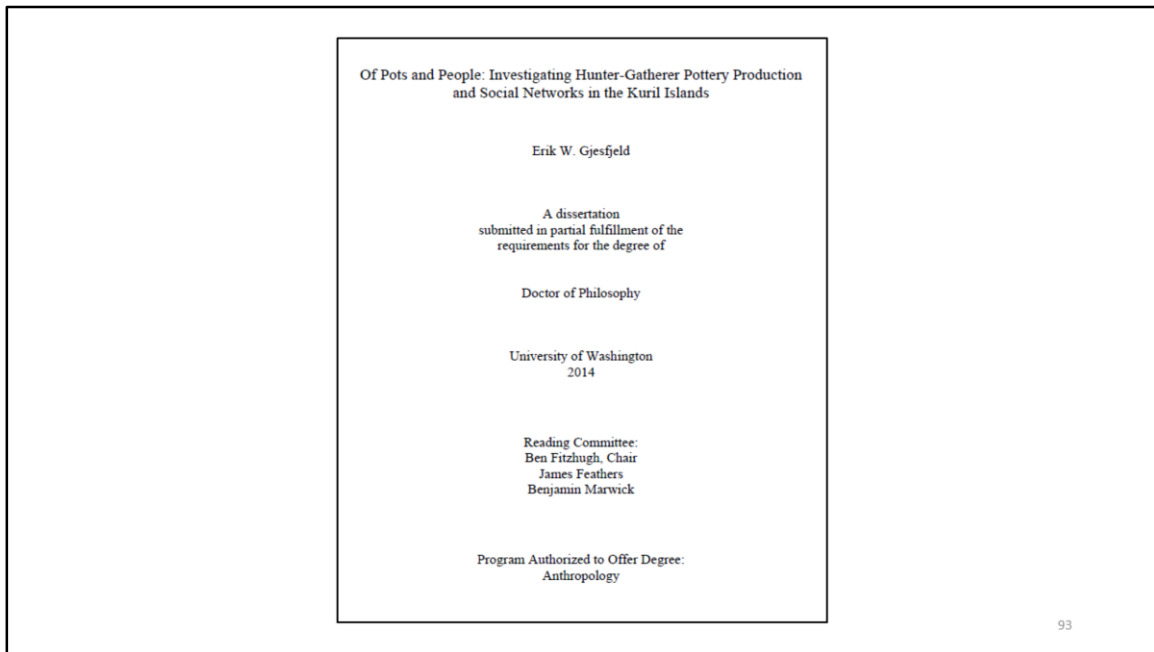 Of Pots and People: Investigating Hunter-Gatherer Pottery Production
and Social Networks in the Kuril Islands
Erik W. Gjesfjeld
A dissertation
submitted in partial fulfillment of the
requirements for the degree of
Doctor of Philosophy
University of Washington
2014
Reading Committee:
Ben Fitzhugh, Chair
James Feathers
Benjamin Marwick
Program Authorized to Offer Degree:
Anthropology
93